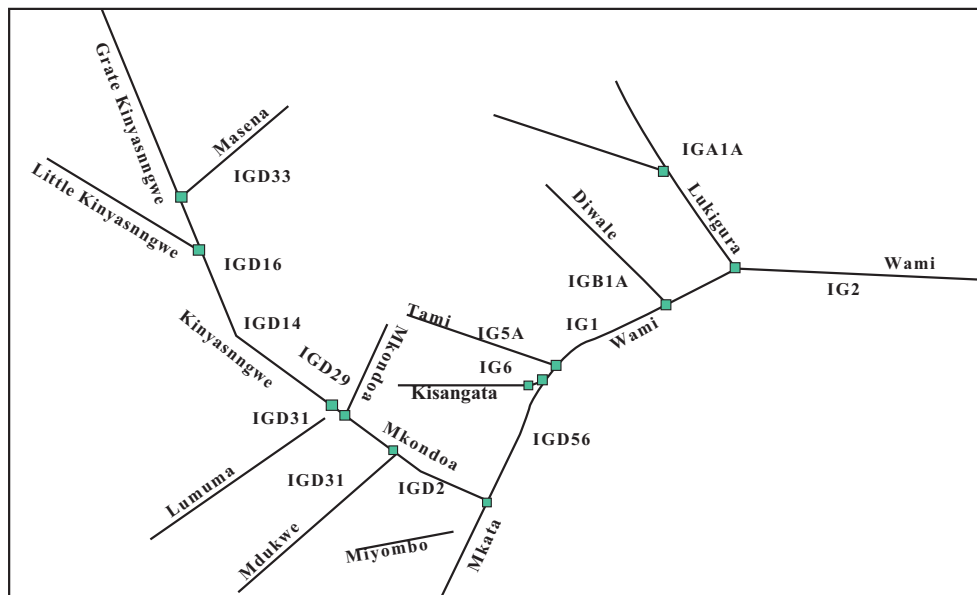 Grate Kinyasnngwe
Masena
IGD33
Little Kinyasnngwe
IGD16
IGD14
Kinyasnngwe
IGD29
Mkondoa
IGD31
Lumuma
Mkondoa
IGD31
IGD2
Mdukwe
Miyombo
Mkata
IGD56
Tami
IG5A
IG6
Kisangata
IG1
Wami
Diwale
IGB1A
IGA1A
Lukigura
Wami
IG2